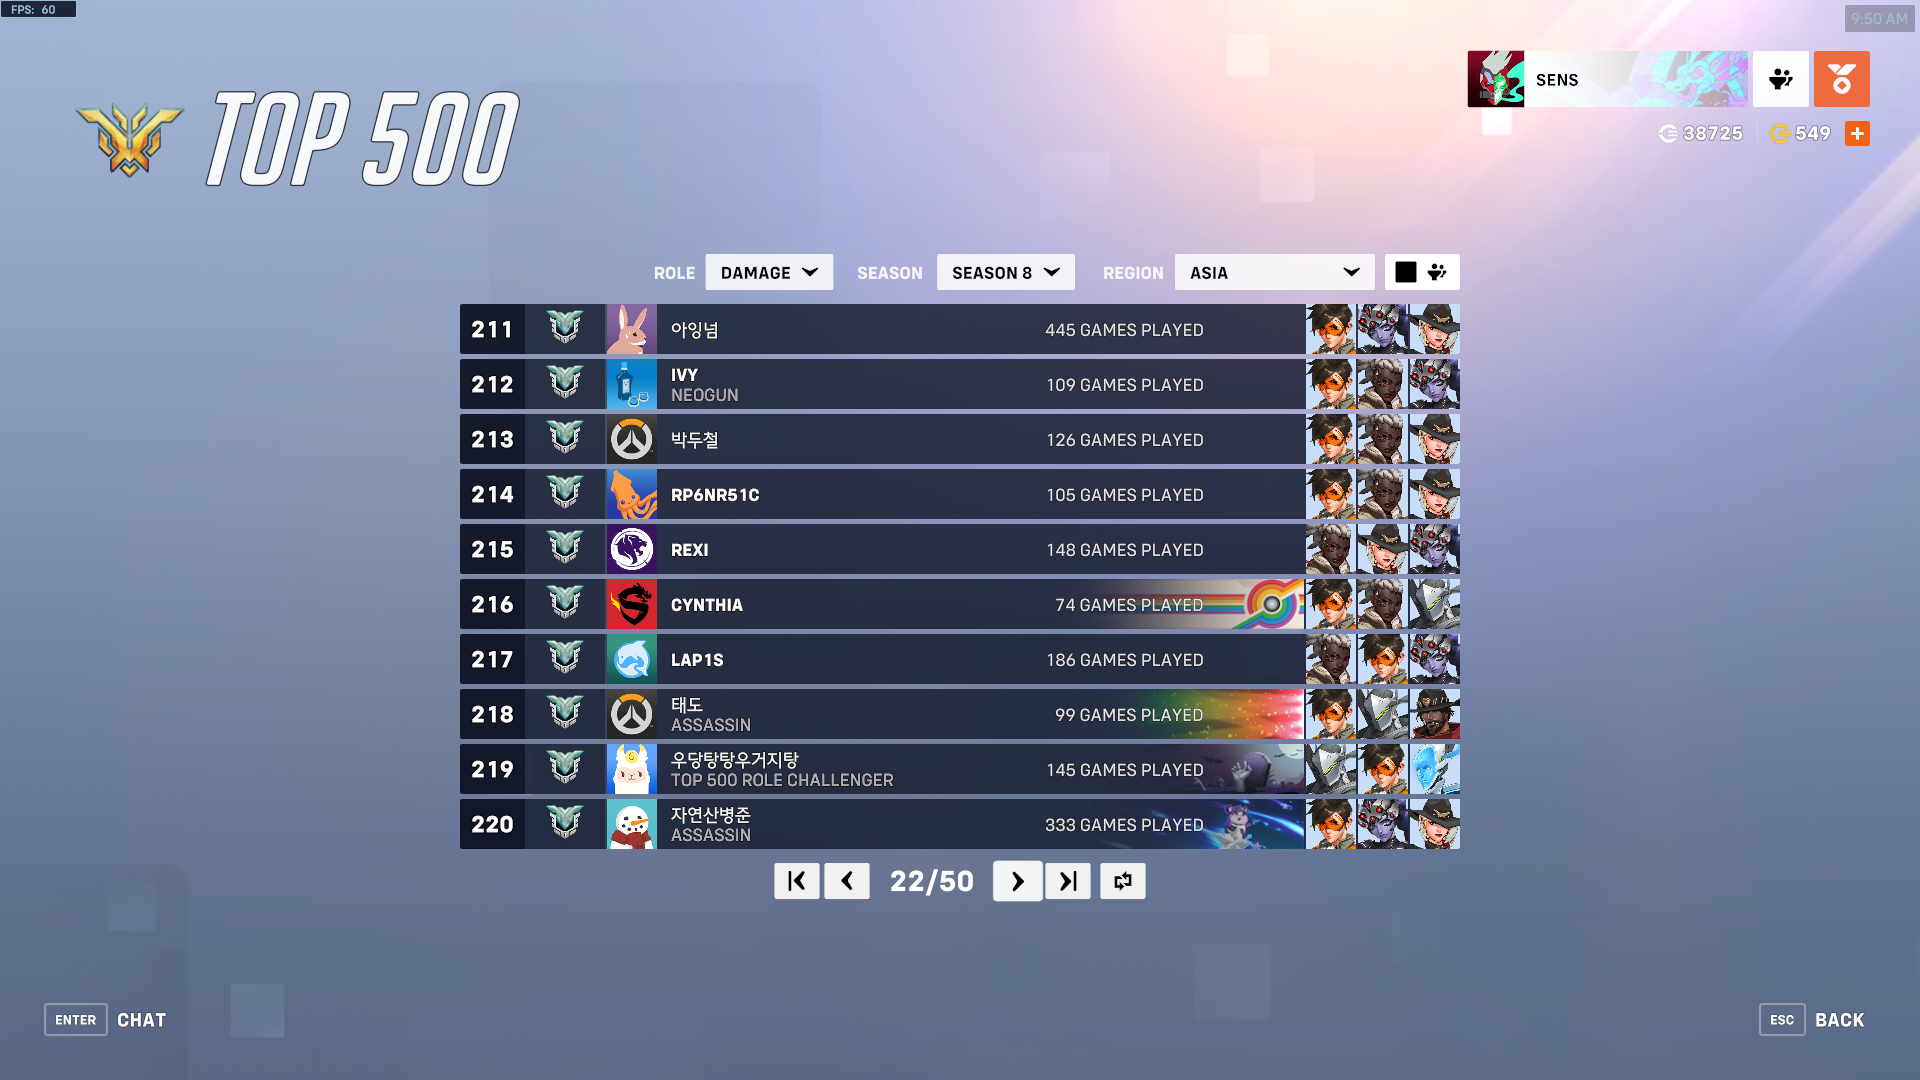 FPS: 60
9:50 AM
TOP 500
SENS
38725
549
ROLE DAMAGE SEASON SEASON 8 REGION ASIA
211 아잉넘 445 GAMES PLAYED
212 IVY 109 GAMES PLAYED
NEOGUN
213 박두철 126 GAMES PLAYED
214 RP6NR51C 105 GAMES PLAYED
215 REXI 148 GAMES PLAYED
216 CYNTHIA 74 GAMES PLAYED
217 LAP1S 186 GAMES PLAYED
218 태도 99 GAMES PLAYED
ASSASSIN
219 우당탕탕우거지탕 145 GAMES PLAYED
TOP 500 ROLE CHALLENGER
220 자연산병준 333 GAMES PLAYED
ASSASSIN
22/50
ENTER CHAT
ESC BACK